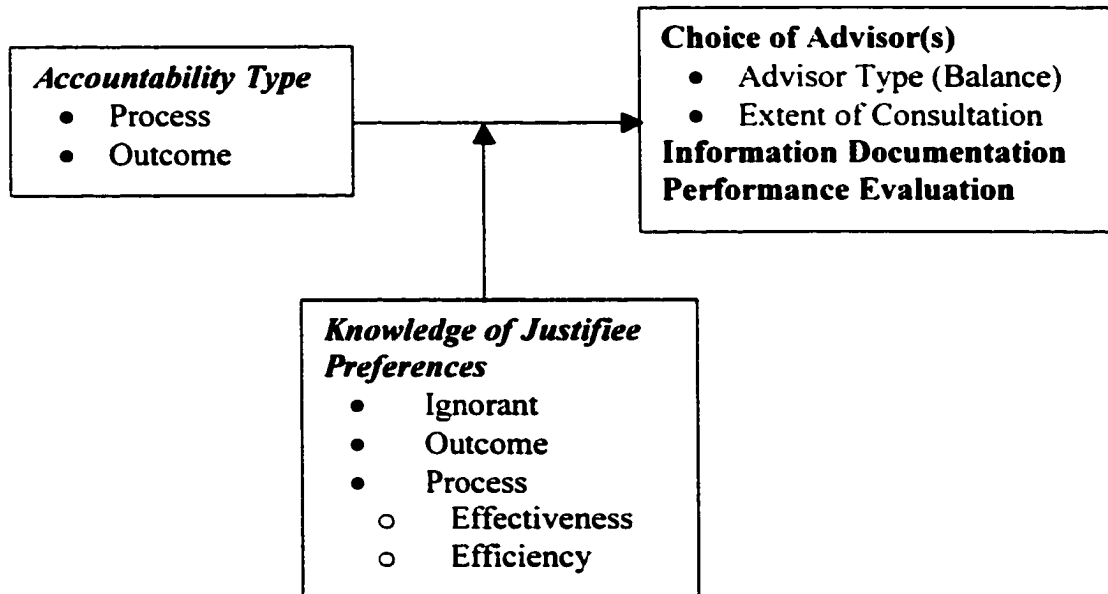 Accountability Type
• Process
• Outcome
Choice of Advisor(s)
• Advisor Type (Balance)
• Extent of Consultation
Information Documentation
Performance Evaluation
Knowledge of Justifiee
Preferences
• Ignorant
• Outcome
• Process
o Effectiveness
o Efficiency